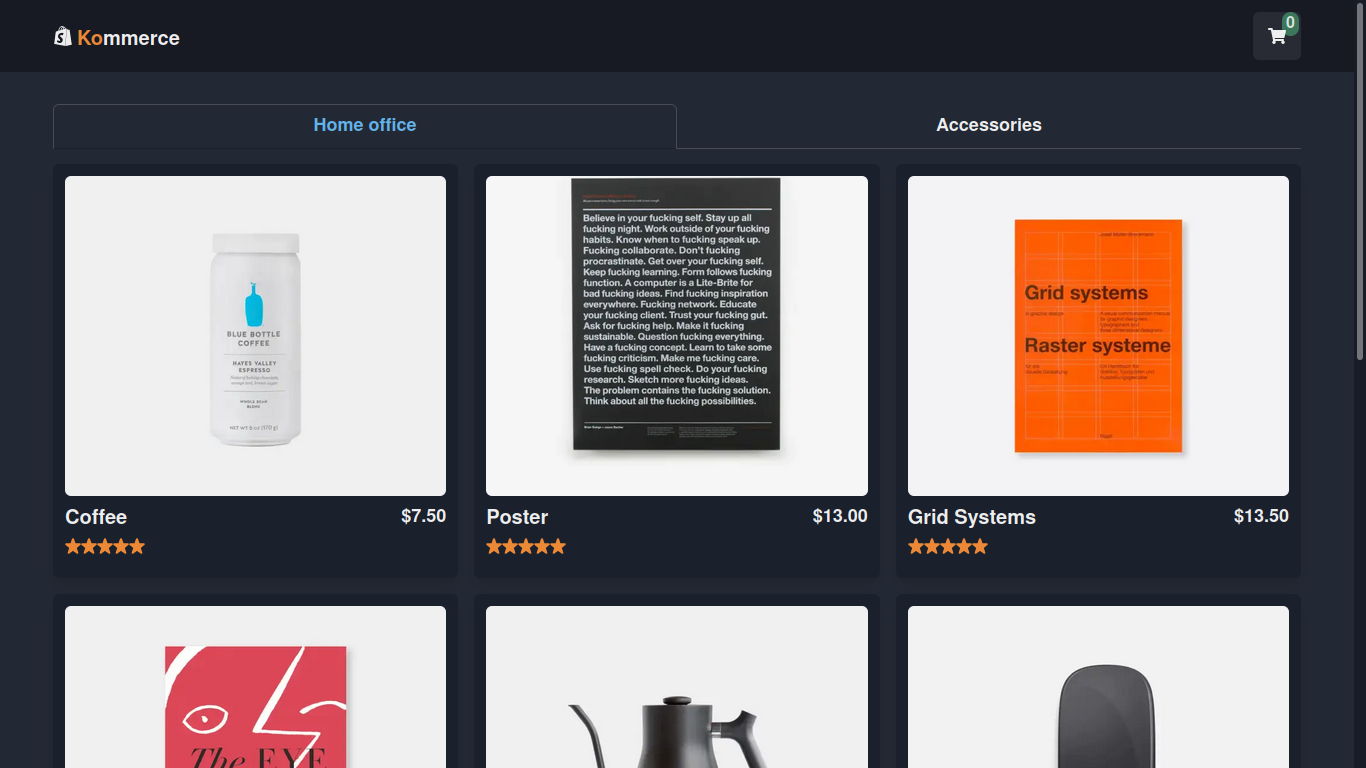 Kommerce
0
Home office
Accessories
BLUE BOTTLE
COFFEE
HAYES VALLEY
ESPRESSO
WHOLE BEAN
BLEND
NET WT 6 oz (170 g)
Believe in your fucking self. Stay up all
fucking night. Work outside of your fucking
habits. Know when to fucking speak up.
Fucking collaborate. Don't fucking
procrastinate. Get over your fucking self.
Keep fucking learning. Form follows fucking
function. A computer is a Lite-Brite for
bad fucking ideas. Find fucking inspiration
everywhere. Fucking network. Educate
your fucking client. Trust your fucking gut.
Ask for fucking help. Make it fucking
sustainable. Question fucking everything.
Have a fucking concept. Learn to take some
fucking criticism. Make me fucking care.
Use fucking spell check. Do your fucking
research. Sketch more fucking ideas.
The problem contains the fucking solution.
Think about all the fucking possibilities.
Grid systems
in graphic design
Raster systeme
Coffee
$7.50
Poster
$13.00
Grid Systems
$13.50
The EYE